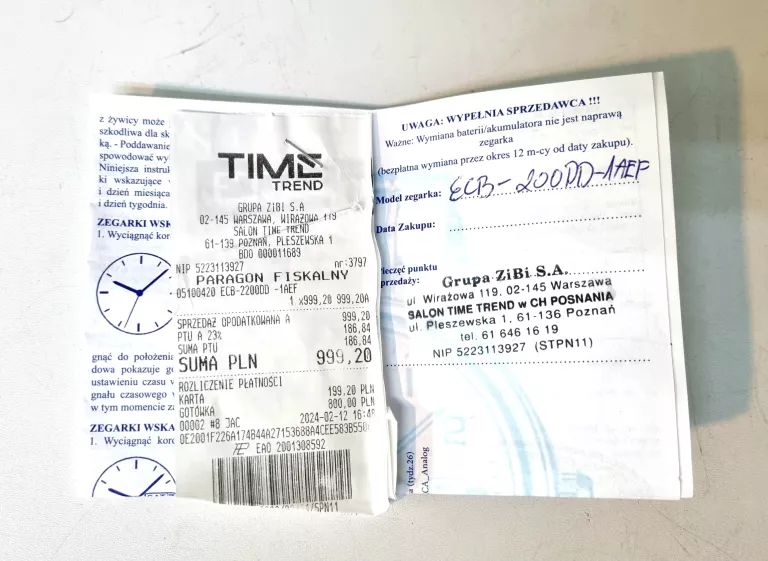 z żywicy może
szkodliwa dla sk
ką. - Poddawanie
spowodować wy
Niniejsza instruk
ki wskazujące
i dzień miesiąca
i dzień tygodnia.
ZEGARKI WSK
1. Wyciągnąć kor
gnąć do położenia
dowa pokazuje go
ustawieniu czasu w
gnału czasowego w
w tym momencie za
ZEGARKI WSKA
1. Wyciągnąć koro
TIME
TREND
GRUPA ZiBi S.A
02-145 WARSZAWA, WIRAŻOWA 119
SALON TIME TREND
61-139 POZNAŃ, PLESZEWSKA 1
BDO 000011689
NIP 5223113927 nr:3797
PARAGON FISKALNY
05100420 ECB-2200DD -1AEF
1 x999,20 999,20A
SPRZEDAŻ OPODATKOWANA A 999,20
PTU A 23% 186,84
SUMA PTU 186,84
SUMA PLN 999,20
ROZLICZENIE PŁATNOŚCI
KARTA 199,20 PLN
GOTÓWKA 800,00 PLN
00002 #8 JAC 2024-02-12 16:48
0E2001F226A174B44A27153688A4CEE583B550
EAO 2001308592
UWAGA: WYPEŁNIA SPRZEDAWCA !!!
Ważne: Wymiana baterii/akumulatora nie jest naprawą
zegarka
(bezpłatna wymiana przez okres 12 m-cy od daty zakupu).
Model zegarka: ECB-200DD-1AEF
Data Zakupu:
Pieczęć punktu
sprzedaży:
Grupa ZiBi S.A.
ul. Wirażowa 119, 02-145 Warszawa
SALON TIME TREND w CH POSNANIA
ul. Pleszewska 1, 61-136 Poznań
tel. 61 646 16 19
NIP 5223113927 (STPN11)
(tydz.26)
CA_Analog